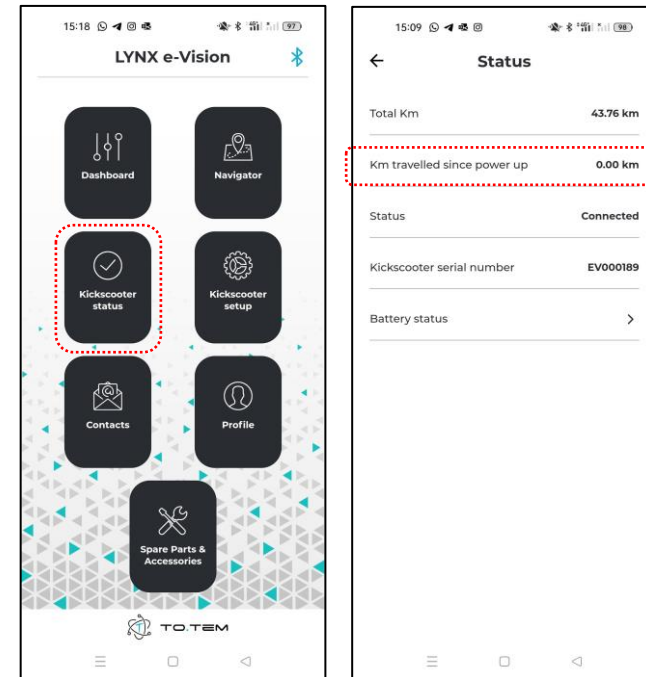 15:18
97
LYNX e-Vision
Dashboard
Navigator
Kickscooter
status
Kickscooter
setup
Contacts
Profile
Spare Parts &
Accessories
TO.TEM
15:09
98
Status
Total Km 43.76 km
Km travelled since power up 0.00 km
Status Connected
Kickscooter serial number EV000189
Battery status